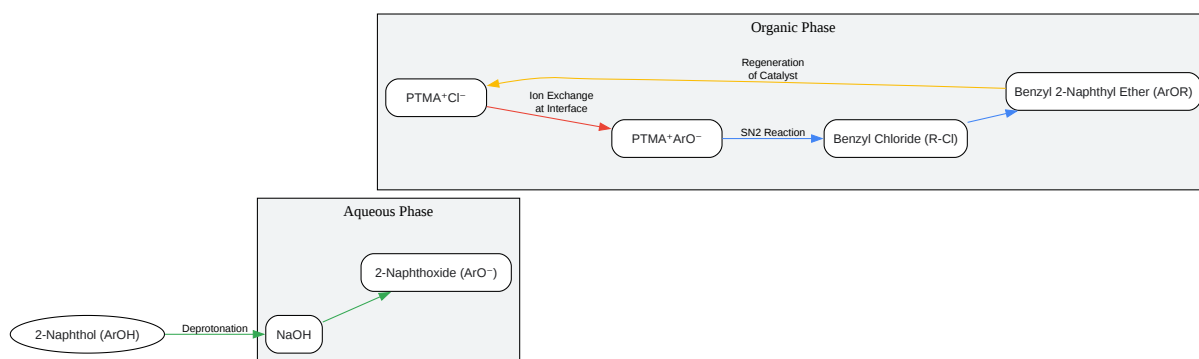 Organic Phase
Regeneration
of Catalyst
PTMA⁺Cl⁻
Ion Exchange
at Interface
Benzyl 2-Naphthyl Ether (ArOR)
PTMA⁺ArO⁻
SN2 Reaction
Benzyl Chloride (R-Cl)
Aqueous Phase
2-Naphthoxide (ArO⁻)
2-Naphthol (ArOH)
Deprotonation
NaOH